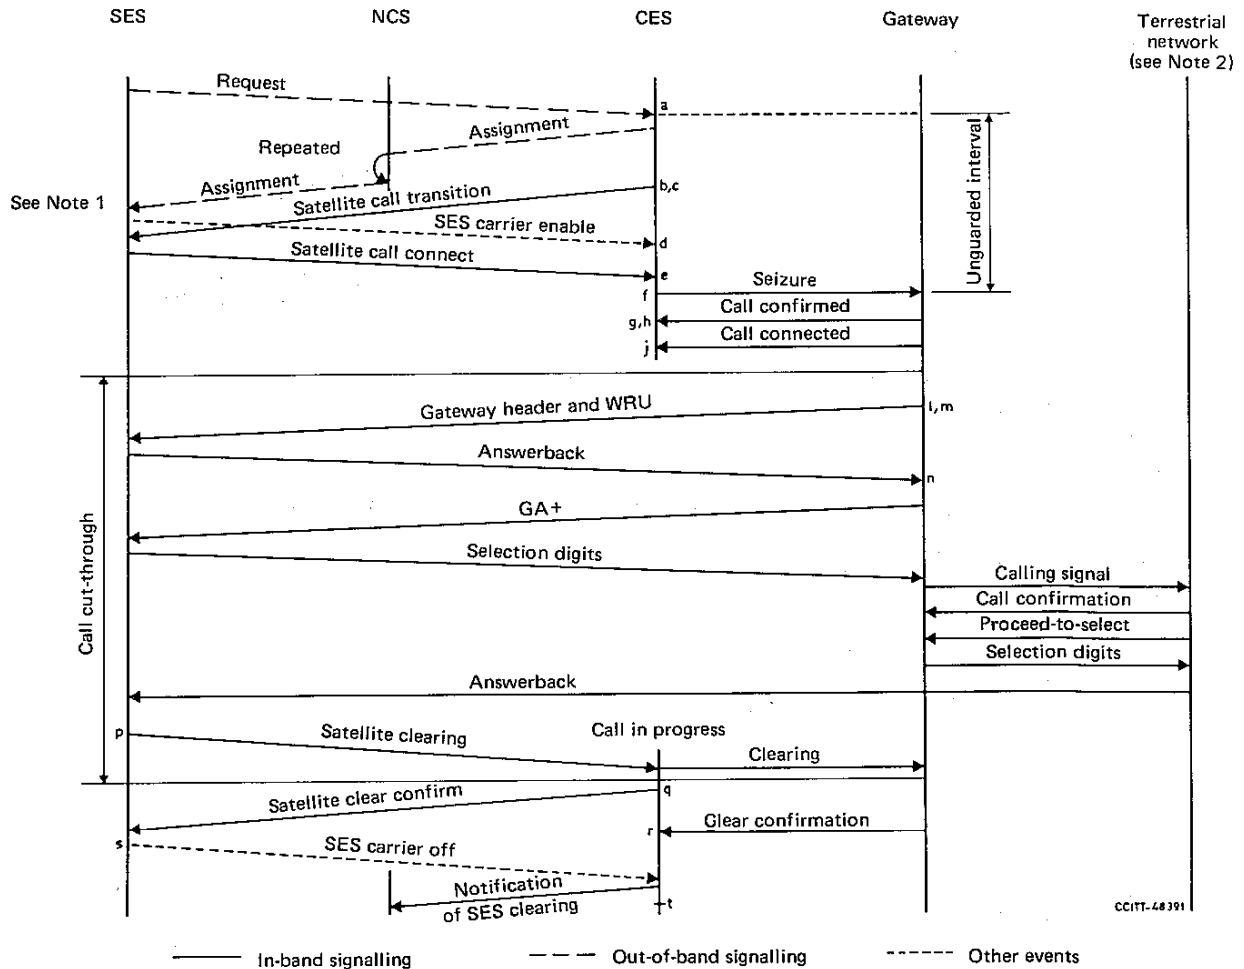 SES NCS CES Gateway Terrestrial
network
(see Note 2)
Request
a
Assignment
Repeated
Assignment
b,c
See Note 1
Satellite call transition
SES carrier enable
d
Satellite call connect
e
Unguarded interval
Seizure
f
Call confirmed
g,h
Call connected
j
Gateway header and WRU
l,m
Answerback
n
GA+
Selection digits
Call cut-through
Calling signal
Call confirmation
Proceed-to-select
Selection digits
Answerback
p
Satellite clearing
Call in progress
Clearing
Satellite clear confirm
q
Clear confirmation
r
s
SES carrier off
Notification
of SES clearing
t
CCITT-48391
In-band signalling Out-of-band signalling Other events